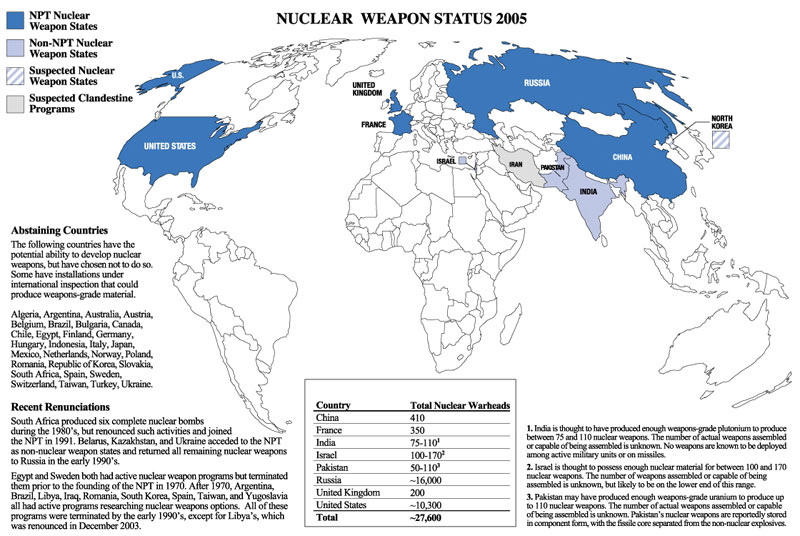 NUCLEAR WEAPON STATUS 2005
NPT Nuclear
Weapon States
Non-NPT Nuclear
Weapon States
Suspected Nuclear
Weapon States
Suspected Clandestine
Programs
U.S.
UNITED STATES
UNITED
KINGDOM
FRANCE
RUSSIA
NORTH
KOREA
CHINA
ISRAEL
IRAN
PAKISTAN
INDIA
Abstaining Countries
The following countries have the
potential ability to develop nuclear
weapons, but have chosen not to do so.
Some have installations under
international inspection that could
produce weapons-grade material.
Algeria, Argentina, Australia, Austria,
Belgium, Brazil, Bulgaria, Canada,
Chile, Egypt, Finland, Germany,
Hungary, Indonesia, Italy, Japan,
Mexico, Netherlands, Norway, Poland,
Romania, Republic of Korea, Slovakia,
South Africa, Spain, Sweden,
Switzerland, Taiwan, Turkey, Ukraine.
Recent Renunciations
South Africa produced six complete nuclear bombs
during the 1980's, but renounced such activities and joined
the NPT in 1991. Belarus, Kazakhstan, and Ukraine acceded to the NPT
as non-nuclear weapon states and returned all remaining nuclear weapons
to Russia in the early 1990's.
Egypt and Sweden both had active nuclear weapon programs but terminated
them prior to the founding of the NPT in 1970. After 1970, Argentina,
Brazil, Libya, Iraq, Romania, South Korea, Spain, Taiwan, and Yugoslavia
all had active programs researching nuclear weapons options. All of these
programs were terminated by the early 1990's, except for Libya's, which
was renounced in December 2003.
Country Total Nuclear Warheads
China 410
France 350
India 75-110¹
Israel 100-170²
Pakistan 50-110³
Russia ~16,000
United Kingdom 200
United States ~10,300
Total ~27,600
1. India is thought to have produced enough weapons-grade plutonium to produce
between 75 and 110 nuclear weapons. The number of actual weapons assembled
or capable of being assembled is unknown. No weapons are known to be deployed
among active military units or on missiles.
2. Israel is thought to possess enough nuclear material for between 100 and 170
nuclear weapons. The number of weapons assembled or capable of being
assembled is unknown, but likely to be on the lower end of this range.
3. Pakistan may have produced enough weapons-grade uranium to produce up
to 110 nuclear weapons. The number of actual weapons assembled or capable
of being assembled is unknown. Pakistan's nuclear weapons are reportedly stored
in component form, with the fissile core separated from the non-nuclear explosives.